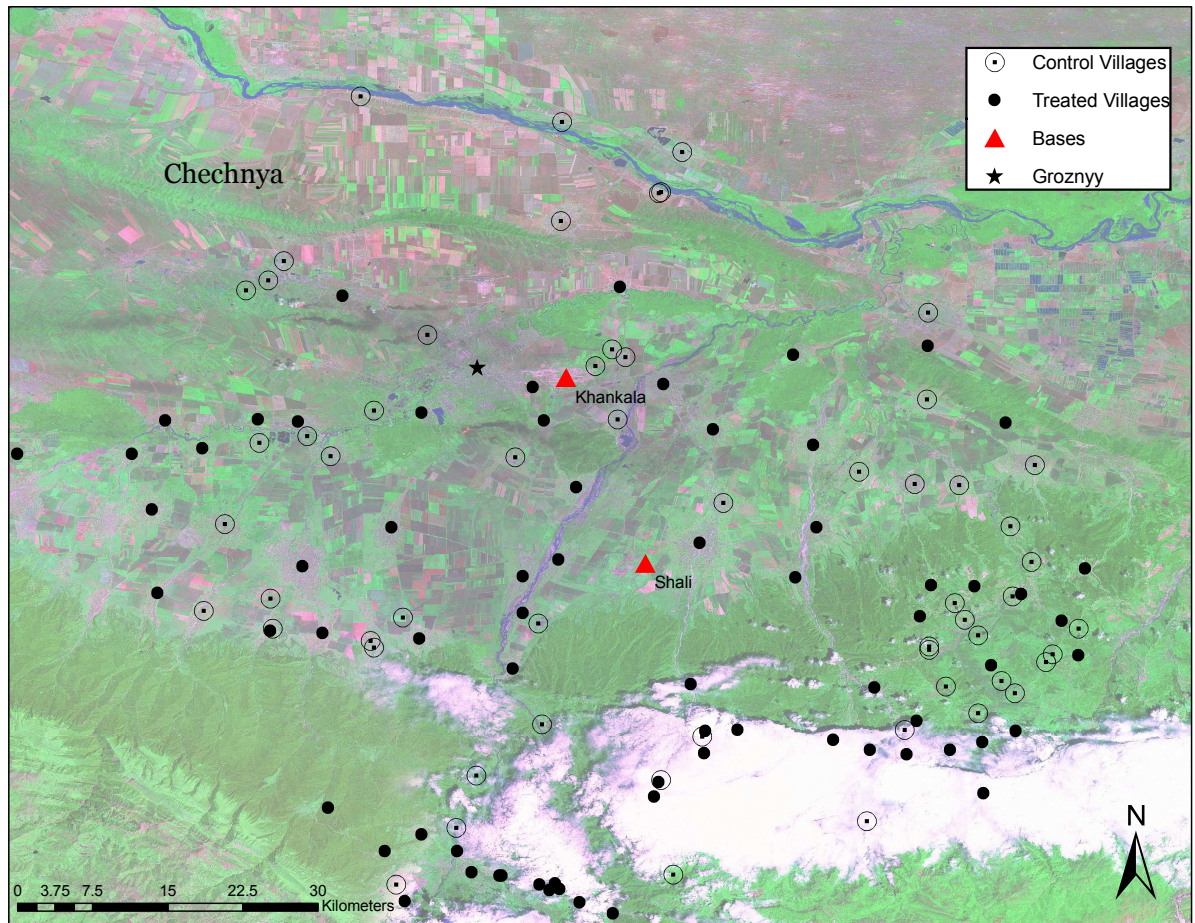 Control Villages
Treated Villages
Bases
Groznyy
Chechnya
Khankala
Shali
N
0 3.75 7.5 15 22.5 30
Kilometers